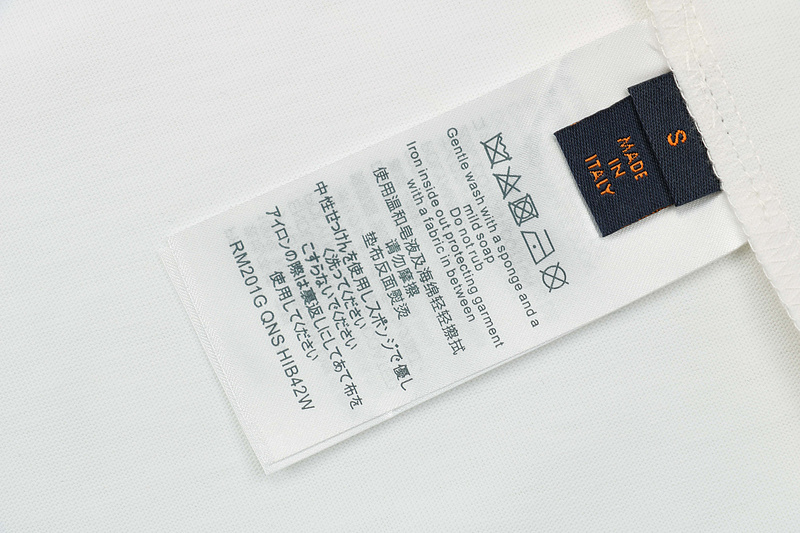 S
MADE
IN
ITALY
Gentle wash with a sponge and a
mild soap
Do not rub
Iron inside out protecting garment
with a fabric in between
使用温和皂液及海绵轻轻擦拭
请勿摩擦
垫布反面熨烫
中性せっけんを使用しスポンジで優し
く洗ってください
こすらないでください
アイロンの際は裏返しにしてあて布を
使用してください
RM201G QNS HIB42W